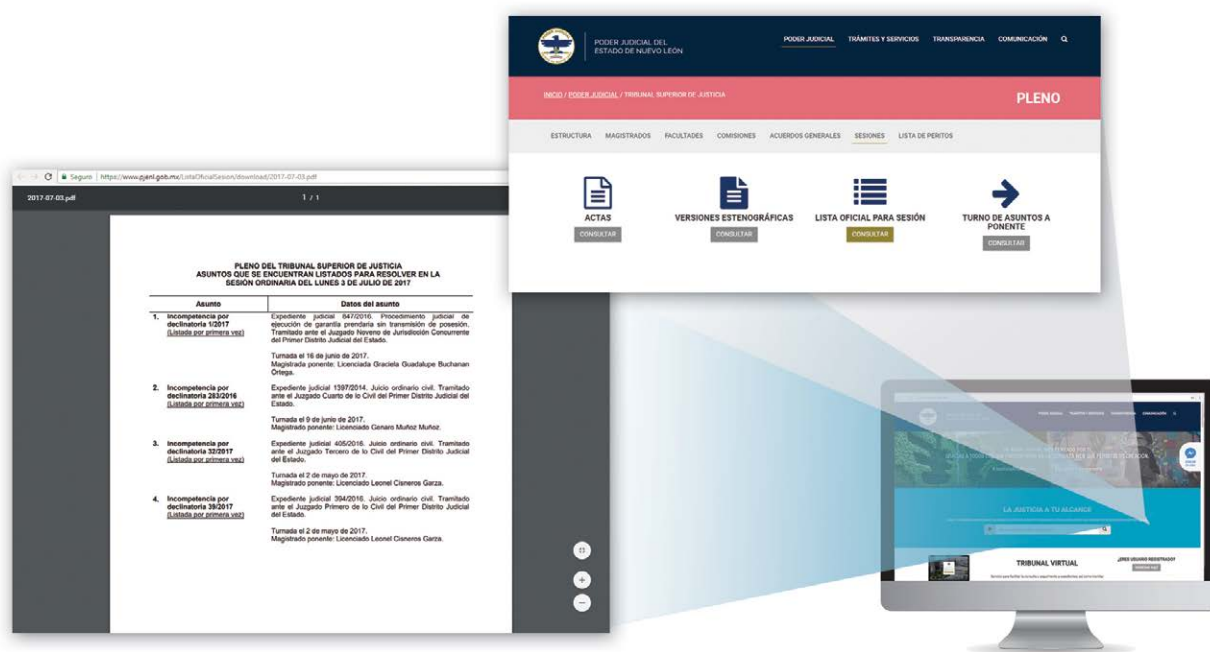 PODER JUDICIAL DEL
ESTADO DE NUEVO LEÓN
PODER JUDICIAL TRÁMITES Y SERVICIOS TRANSPARENCIA COMUNICACIÓN
INICIO / PODER JUDICIAL / TRIBUNAL SUPERIOR DE JUSTICIA
PLENO
ESTRUCTURA MAGISTRADOS FACULTADES COMISIONES ACUERDOS GENERALES SESIONES LISTA DE PERITOS
ACTAS
CONSULTAR
VERSIONES ESTENOGRÁFICAS
CONSULTAR
LISTA OFICIAL PARA SESIÓN
CONSULTAR
TURNO DE ASUNTOS A
PONENTE
CONSULTAR
Seguro https://www.pjenl.gob.mx/ListaOficialSesion/download/2017-07-03.pdf
2017-07-03.pdf
1 / 1
PLENO DEL TRIBUNAL SUPERIOR DE JUSTICIA
ASUNTOS QUE SE ENCUENTRAN LISTADOS PARA RESOLVER EN LA
SESIÓN ORDINARIA DEL LUNES 3 DE JULIO DE 2017
Asunto Datos del asunto
1. Incompetencia por
declinatoria 1/2017
(Listada por primera vez)
Expediente judicial 647/2016. Procedimiento judicial de
ejecución de garantía prendaria sin transmisión de posesión.
Tramitado ante el Juzgado Noveno de Jurisdicción Concurrente
del Primer Distrito Judicial del Estado.
Turnada el 16 de junio de 2017.
Magistrada ponente: Licenciada Graciela Guadalupe Buchanan
Ortega.
2. Incompetencia por
declinatoria 283/2016
(Listada por primera vez)
Expediente judicial 1397/2014. Juicio ordinario civil. Tramitado
ante el Juzgado Cuarto de lo Civil del Primer Distrito Judicial del
Estado.
Turnada el 9 de junio de 2017.
Magistrado ponente: Licenciado Genaro Muñoz Muñoz.
3. Incompetencia por
declinatoria 32/2017
(Listada por primera vez)
Expediente judicial 405/2016. Juicio ordinario civil. Tramitado
ante el Juzgado Tercero de lo Civil del Primer Distrito Judicial
del Estado.
Turnada el 2 de mayo de 2017.
Magistrado ponente: Licenciado Leonel Cisneros Garza.
4. Incompetencia por
declinatoria 39/2017
(Listada por primera vez)
Expediente judicial 394/2016. Juicio ordinario civil. Tramitado
ante el Juzgado Primero de lo Civil del Primer Distrito Judicial
del Estado.
Turnada el 2 de mayo de 2017.
Magistrado ponente: Licenciado Leonel Cisneros Garza.
PODER JUDICIAL TRÁMITES Y SERVICIOS TRANSPARENCIA COMUNICACIÓN
LA JUSTICIA A TU ALCANCE
TRIBUNAL VIRTUAL
¿ERES USUARIO REGISTRADO?